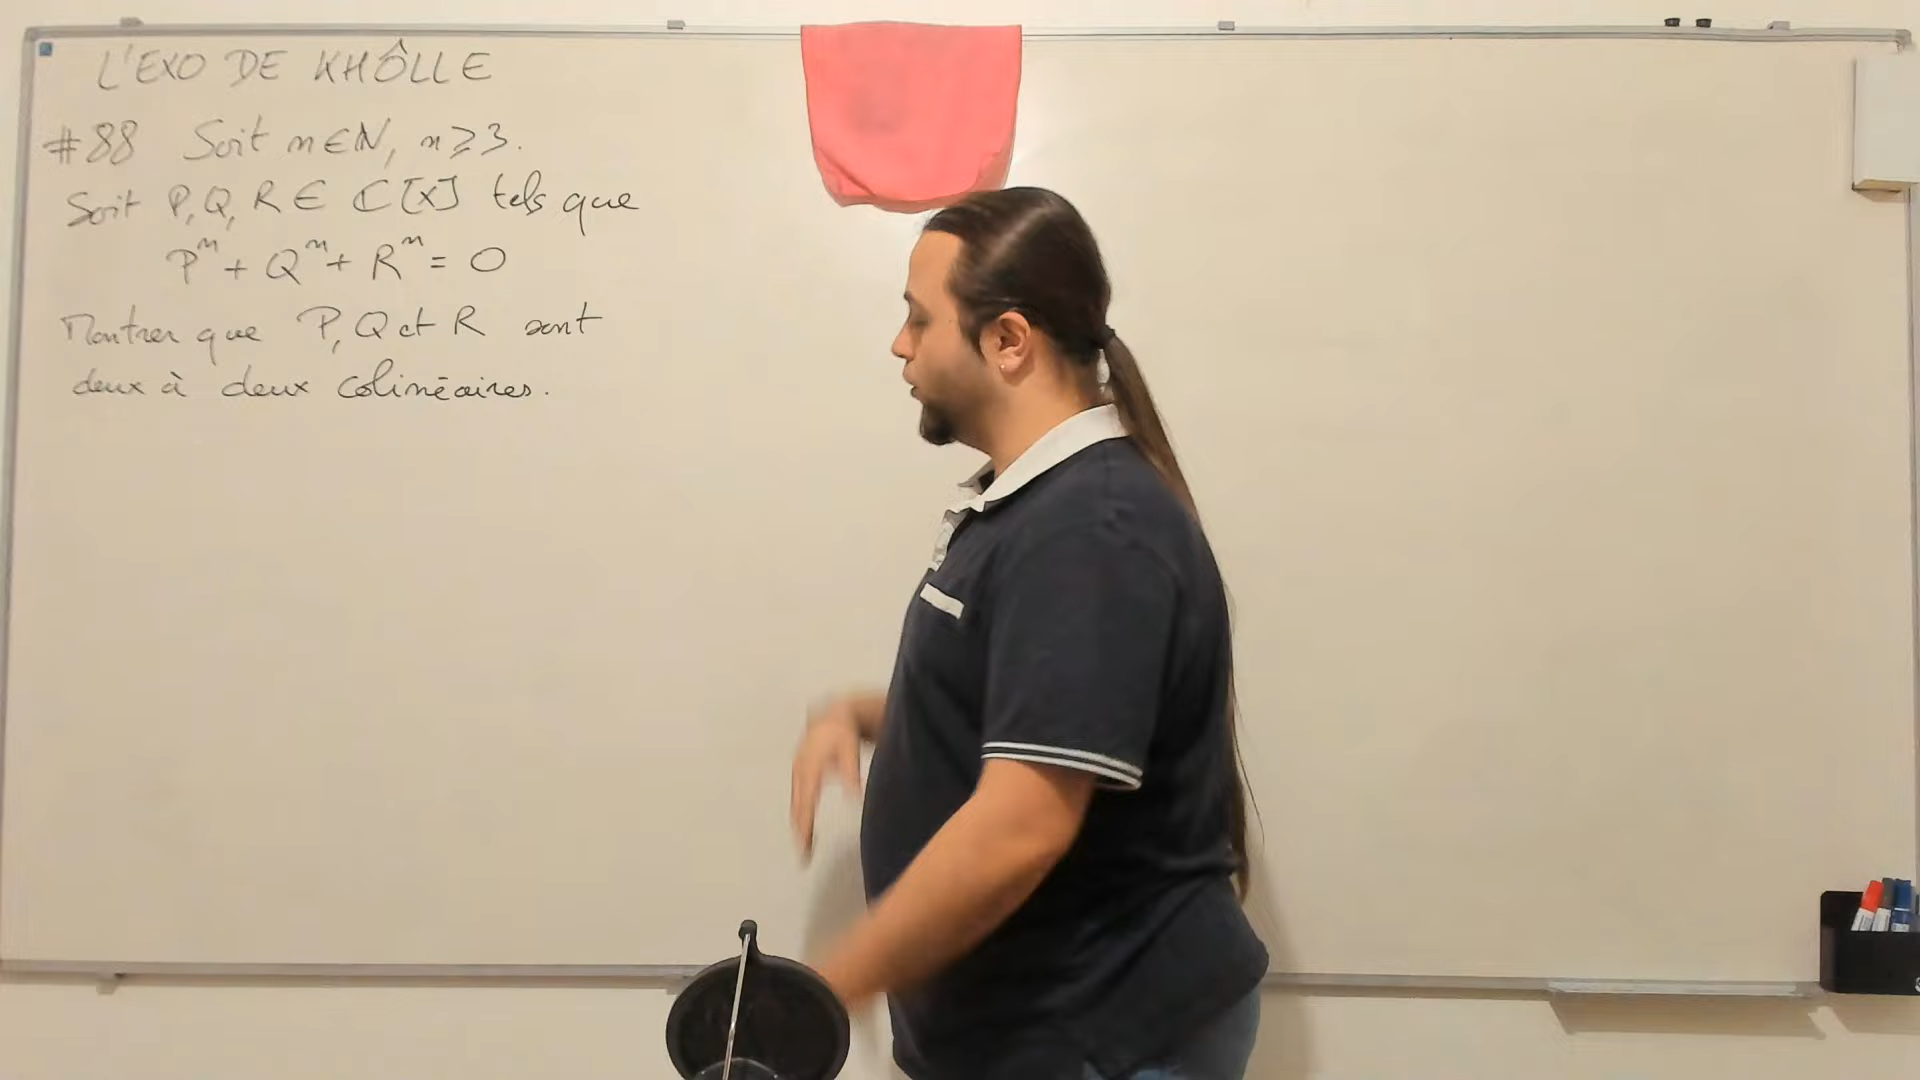 L'EXO DE KHÔLLE
#88 Soit n∈ℕ, n⩾3.
Soit P, Q, R ∈ ℂ[X] tels que
Pⁿ + Qⁿ + Rⁿ = 0
Montrer que P, Q et R sont
deux à deux colinéaires.